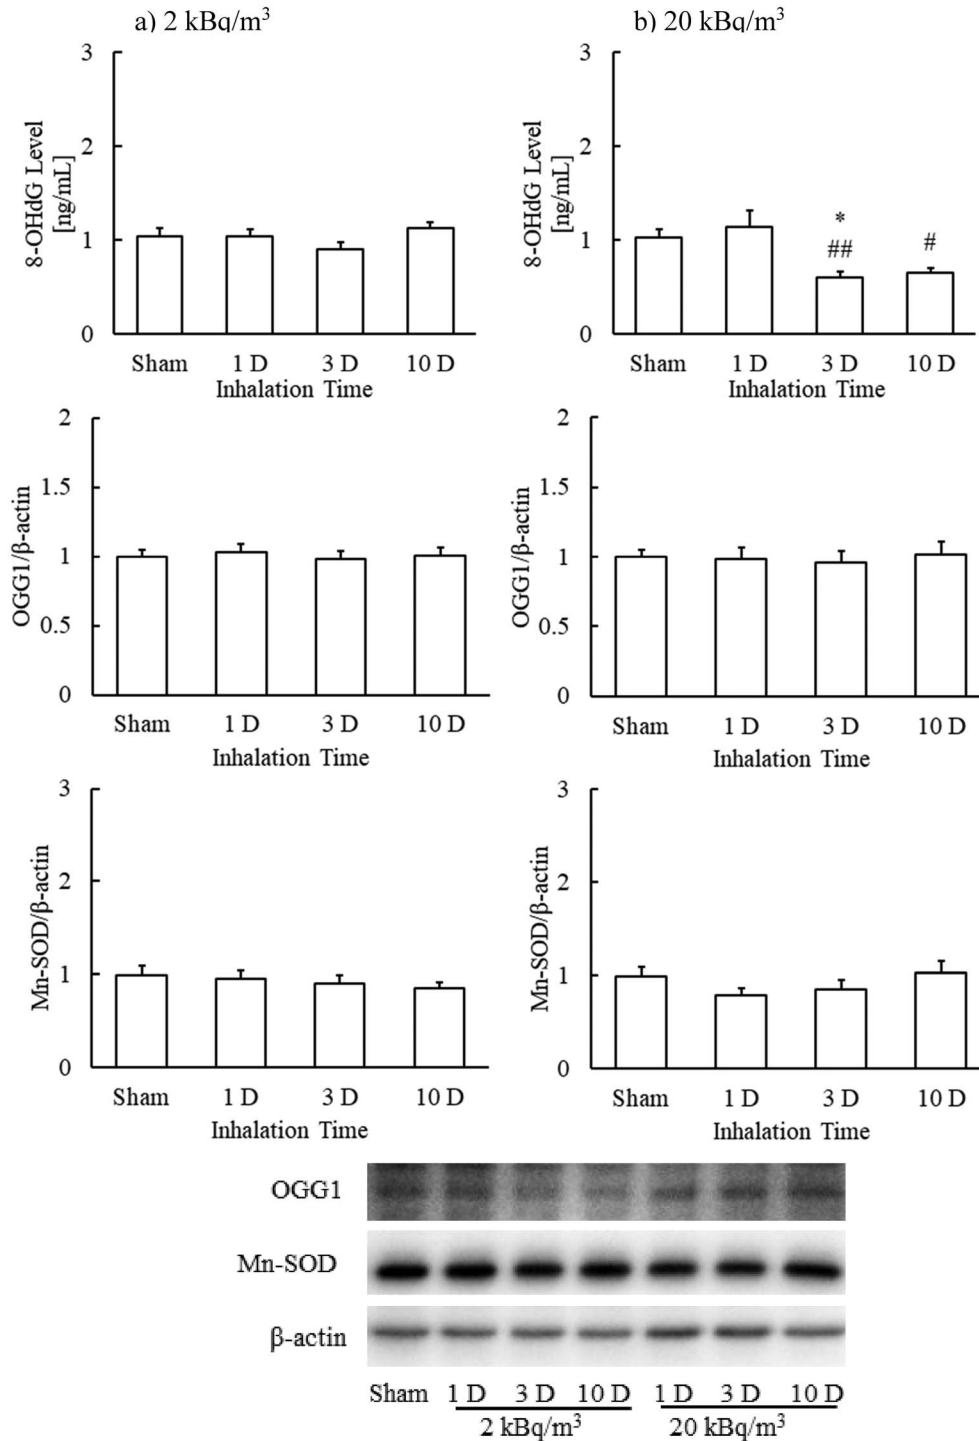 a) 2 kBq/m³
b) 20 kBq/m³
8-OHdG Level
[ng/mL]
3
2
1
0
Sham 1 D 3 D 10 D
Inhalation Time
8-OHdG Level
[ng/mL]
3
2
1
0
*
##
#
Sham 1 D 3 D 10 D
Inhalation Time
OGG1/β-actin
2
1.5
1
0.5
0
Sham 1 D 3 D 10 D
Inhalation Time
OGG1/β-actin
2
1.5
1
0.5
0
Sham 1 D 3 D 10 D
Inhalation Time
Mn-SOD/β-actin
3
2
1
0
Sham 1 D 3 D 10 D
Inhalation Time
Mn-SOD/β-actin
3
2
1
0
Sham 1 D 3 D 10 D
Inhalation Time
OGG1
Mn-SOD
β-actin
Sham 1 D 3 D 10 D 1 D 3 D 10 D
2 kBq/m³ 20 kBq/m³